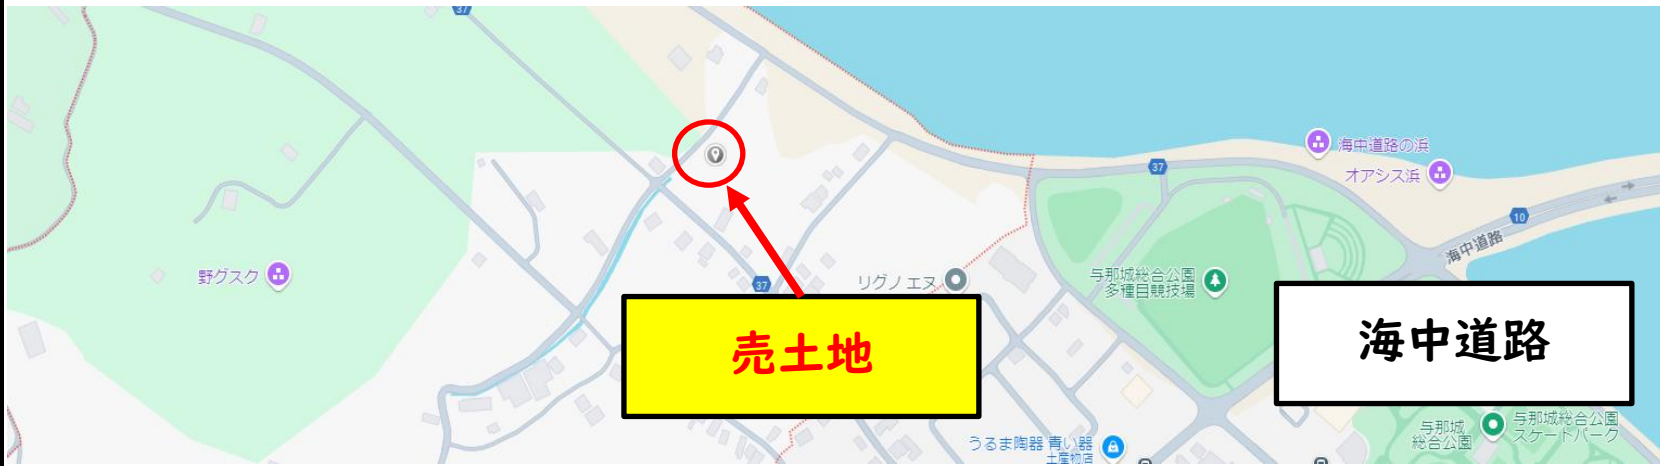 37
海中道路の浜
オアシス浜
37
10
海中道路
野グスク
37
リグノ エヌ
与那城総合公園
多種目競技場
売土地
海中道路
うるま陶器 青い器
土産物店
与那城
総合公園
与那城総合公園
スケートパーク